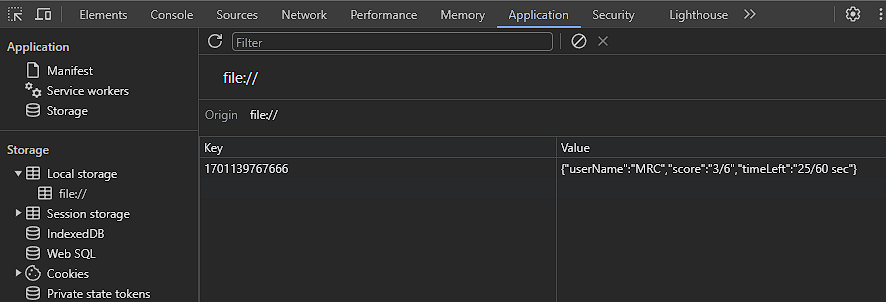 Elements Console Sources Network Performance Memory Application Security Lighthouse
Application
Manifest
Service workers
Storage
Storage
Local storage
file://
Session storage
IndexedDB
Web SQL
Cookies
Private state tokens
Filter
file://
Origin file://
Key Value
1701139767666 {"userName":"MRC","score":"3/6","timeLeft":"25/60 sec"}